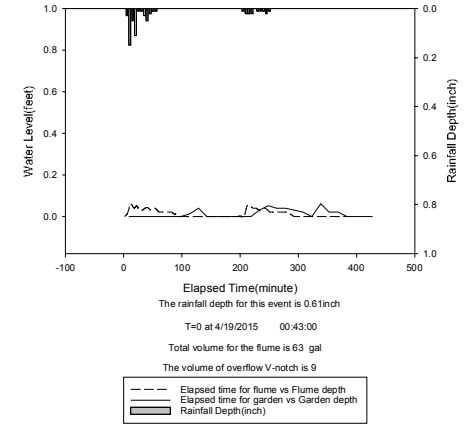 1.0
0.8
0.6
0.4
0.2
0.0
Water Level(feet)
0.0
0.2
0.4
0.6
0.8
1.0
Rainfall Depth(inch)
-100 0 100 200 300 400 500
Elapsed Time(minute)
The rainfall depth for this event is 0.61inch
T=0 at 4/19/2015 00:43:00
Total volume for the flume is 63 gal
The volume of overflow V-notch is 9
Elapsed time for flume vs Flume depth
Elapsed time for garden vs Garden depth
Rainfall Depth(inch)